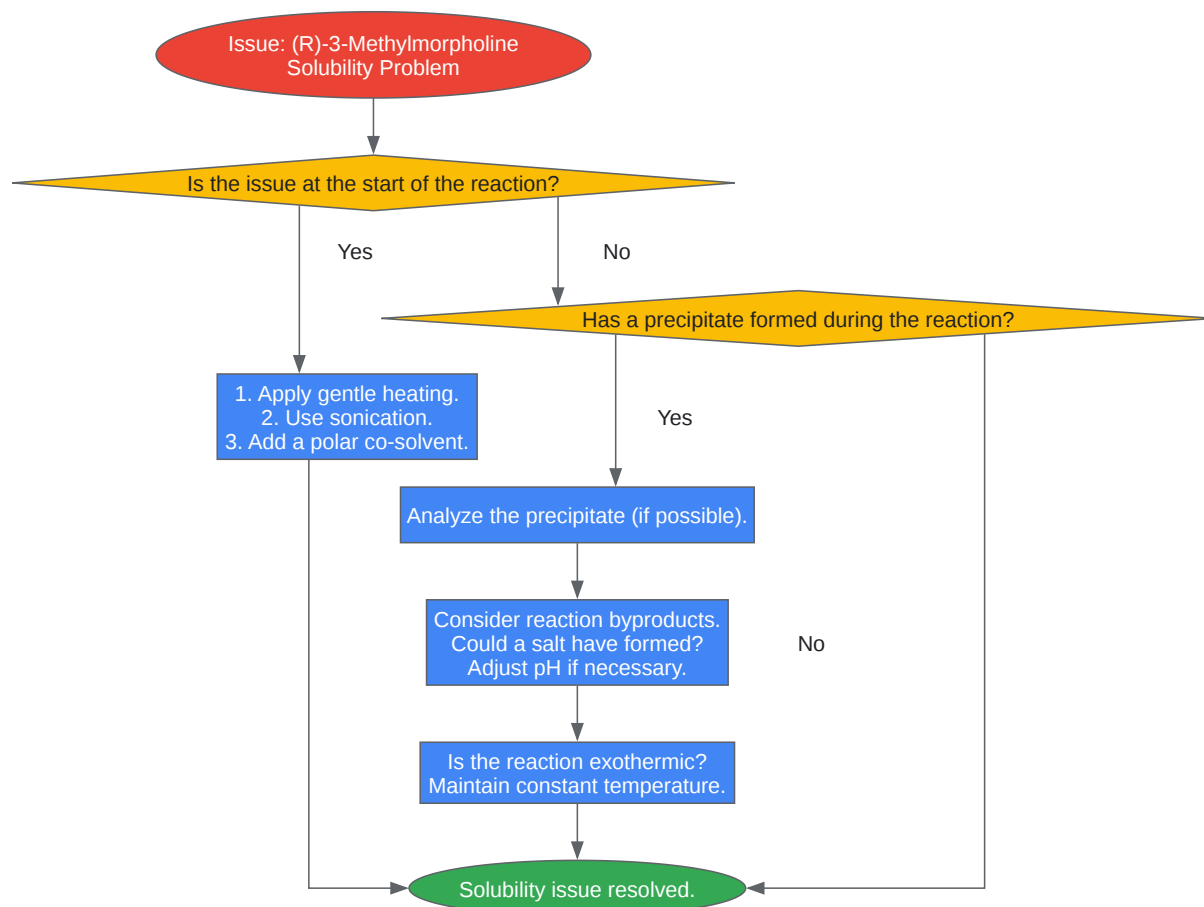 Issue: (R)-3-Methylmorpholine
Solubility Problem
Is the issue at the start of the reaction?
Yes
No
Has a precipitate formed during the reaction?
1. Apply gentle heating.
2. Use sonication.
3. Add a polar co-solvent.
Yes
Analyze the precipitate (if possible).
Consider reaction byproducts.
Could a salt have formed?
Adjust pH if necessary.
No
Is the reaction exothermic?
Maintain constant temperature.
Solubility issue resolved.